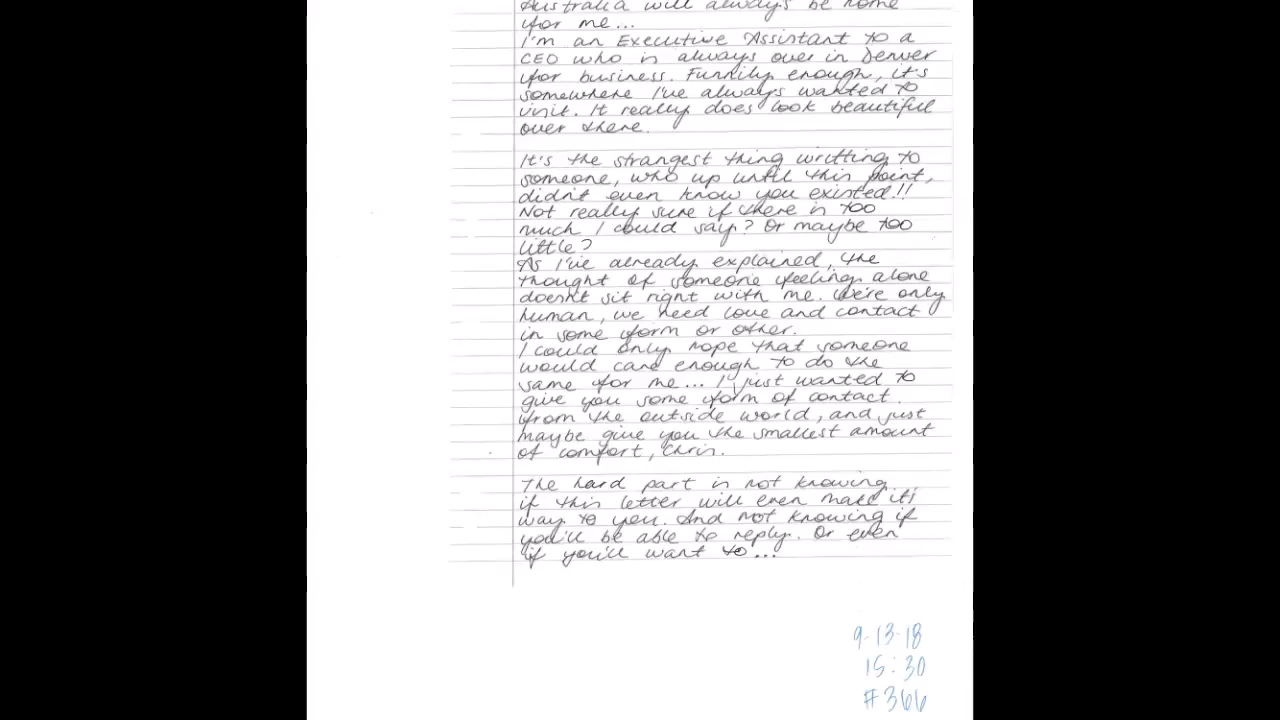 Australia will always be home
for me...
I'm an Executive Assistant to a
CEO who is always over in Denver
for business. Funnily enough, it's
somewhere I've always wanted to
visit. It really does look beautiful
over there.
It's the strangest thing writting to
someone, who up until this point,
didn't even know you existed!!
Not really sure if there is too
much I could say? Or maybe too
little?
As I've already explained, the
thought of someone feeling alone
doesn't sit right with me. We're only
human, we need love and contact
in some form or other.
I could only hope that someone
would care enough to do the
same for me... I just wanted to
give you some form of contact
from the outside world, and just
maybe give you the smallest amount
of comfort, Chris.
The hard part is not knowing
if this letter will even make it's
way to you. And not knowing if
you'll be able to reply. Or even
if you'll want to...
9-13-18
15:30
#366